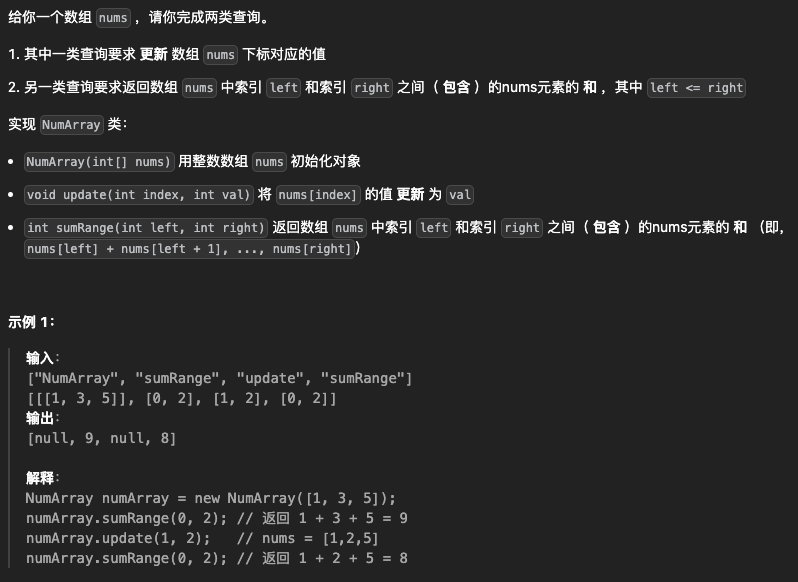 给你一个数组 nums ，请你完成两类查询。
1. 其中一类查询要求 更新 数组 nums 下标对应的值
2. 另一类查询要求返回数组 nums 中索引 left 和索引 right 之间（ 包含 ）的nums元素的 和 ，其中 left <= right
实现 NumArray 类：
• NumArray(int[] nums) 用整数数组 nums 初始化对象
• void update(int index, int val) 将 nums[index] 的值 更新 为 val
• int sumRange(int left, int right) 返回数组 nums 中索引 left 和索引 right 之间（ 包含 ）的nums元素的 和 （即，
nums[left] + nums[left + 1], ..., nums[right]）
示例 1：
输入：
["NumArray", "sumRange", "update", "sumRange"]
[[[1, 3, 5]], [0, 2], [1, 2], [0, 2]]
输出：
[null, 9, null, 8]
解释：
NumArray numArray = new NumArray([1, 3, 5]);
numArray.sumRange(0, 2); // 返回 1 + 3 + 5 = 9
numArray.update(1, 2);   // nums = [1,2,5]
numArray.sumRange(0, 2); // 返回 1 + 2 + 5 = 8